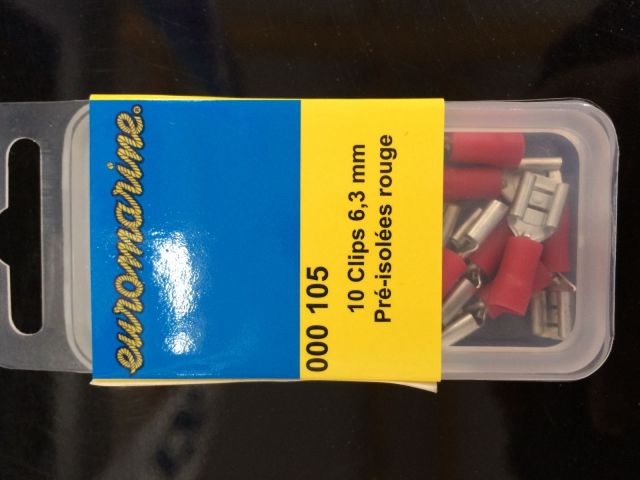 euromarine®
000 105
10 Clips 6,3 mm
Pré-isolées rouge